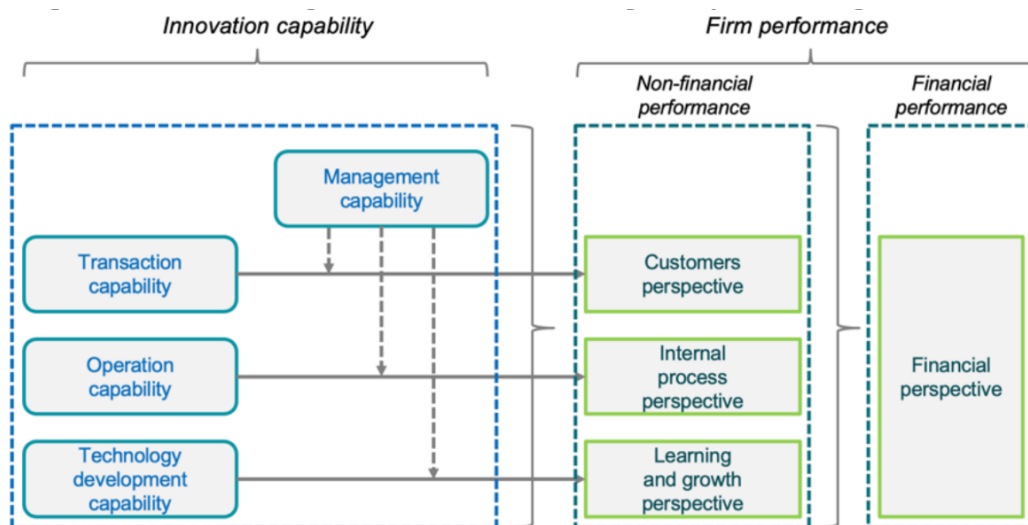 Innovation capability
Firm performance
Non-financial
performance
Financial
performance
Management
capability
Transaction
capability
Customers
perspective
Operation
capability
Internal
process
perspective
Financial
perspective
Technology
development
capability
Learning
and growth
perspective